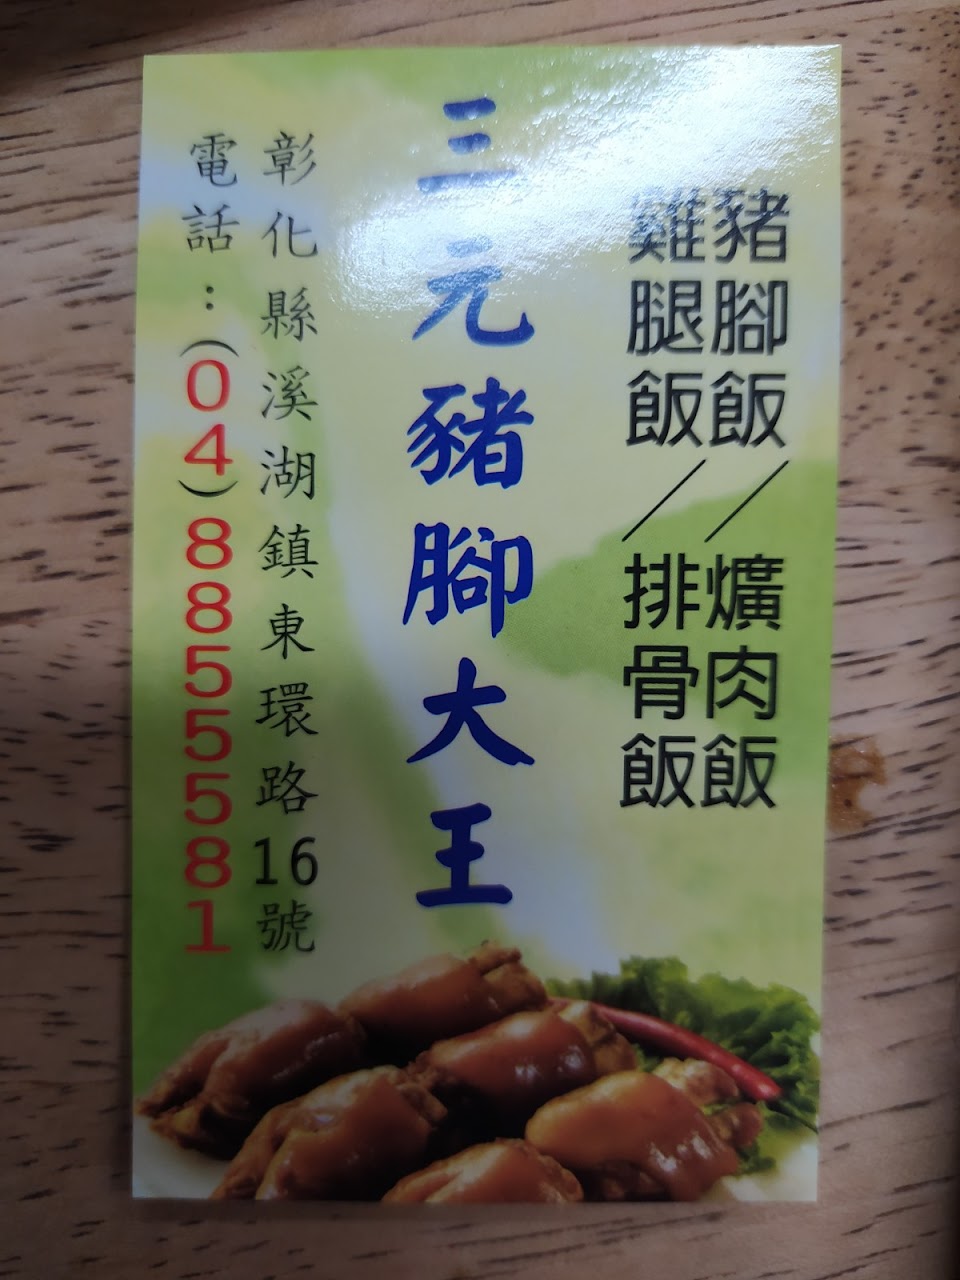 豬腳飯／爌肉飯
雞腿飯／排骨飯
三元豬腳大王
彰化縣溪湖鎮東環路16號
電話：(04)8855581